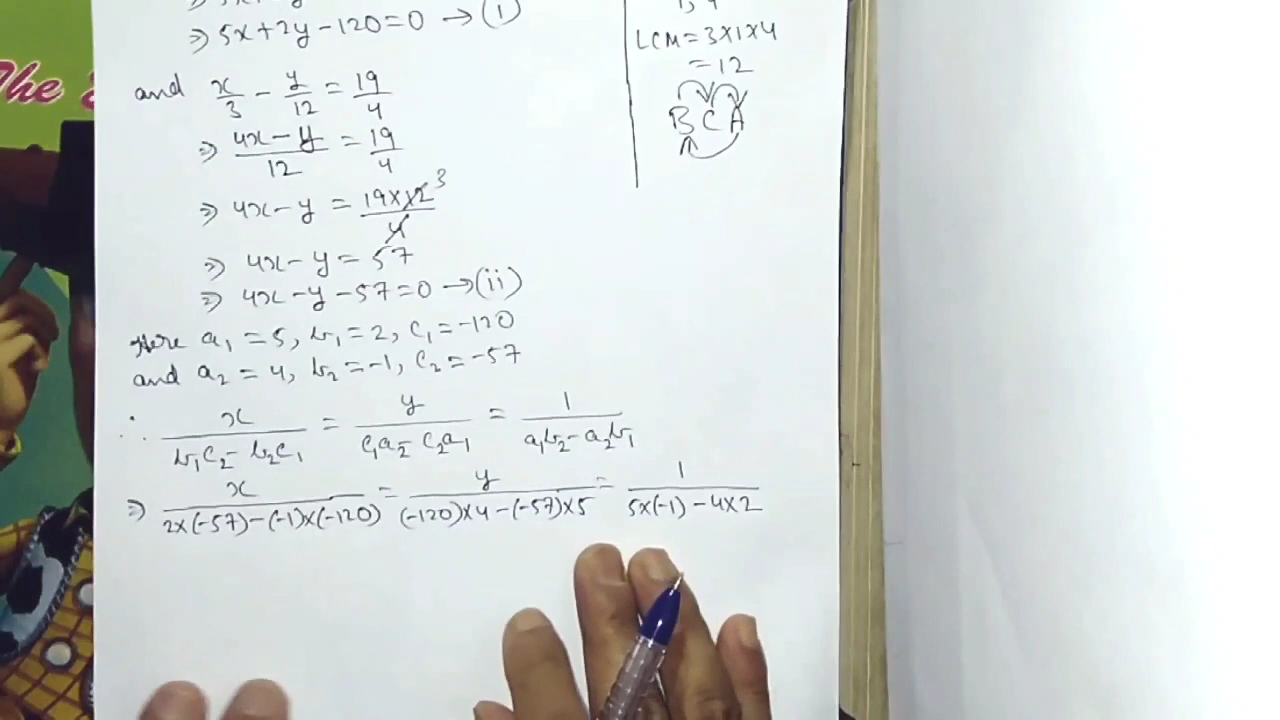 The
⇒ 5x+2y-120=0 → (i)
and x/3 - y/12 = 19/4
⇒ (4x-y)/12 = 19/4
⇒ 4x-y = (19×12)/4 3
⇒ 4x-y = 57
⇒ 4x-y-57=0 → (ii)
Here a₁=5, b₁=2, c₁=-120
and a₂=4, b₂=-1, c₂=-57
∴ x/(b₁c₂-b₂c₁) = y/(c₁a₂-c₂a₁) = 1/(a₁b₂-a₂b₁)
⇒ x/(2×(-57)-(-1)×(-120)) = y/((-120)×4-(-57)×5) = 1/(5×(-1)-4×2)
LCM=3×1×4
=12
B C A